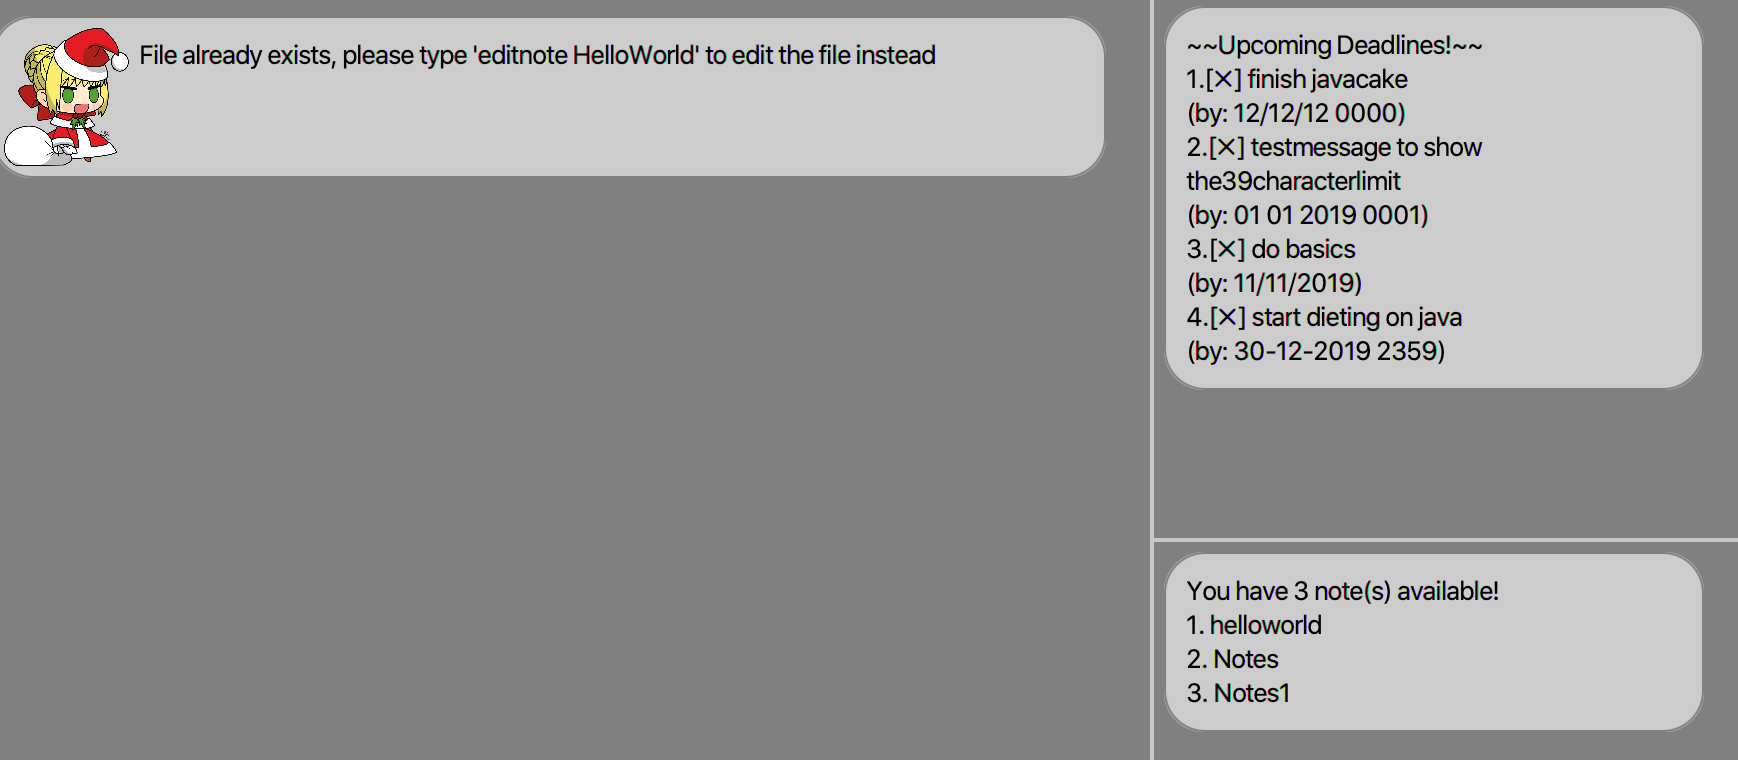 File already exists, please type 'editnote HelloWorld' to edit the file instead
~~Upcoming Deadlines!~~
1.[✕] finish javacake
(by: 12/12/12 0000)
2.[✕] testmessage to show
the39characterlimit
(by: 01 01 2019 0001)
3.[✕] do basics
(by: 11/11/2019)
4.[✕] start dieting on java
(by: 30-12-2019 2359)
You have 3 note(s) available!
1. helloworld
2. Notes
3. Notes1